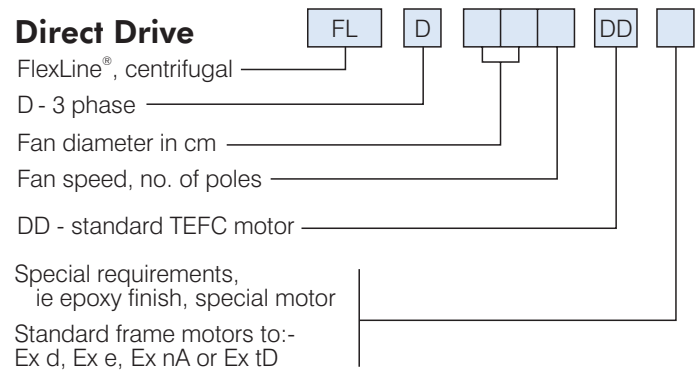 Direct Drive
FL D DD
FlexLine®, centrifugal
D - 3 phase
Fan diameter in cm
Fan speed, no. of poles
DD - standard TEFC motor
Special requirements,
ie epoxy finish, special motor
Standard frame motors to:-
Ex d, Ex e, Ex nA or Ex tD